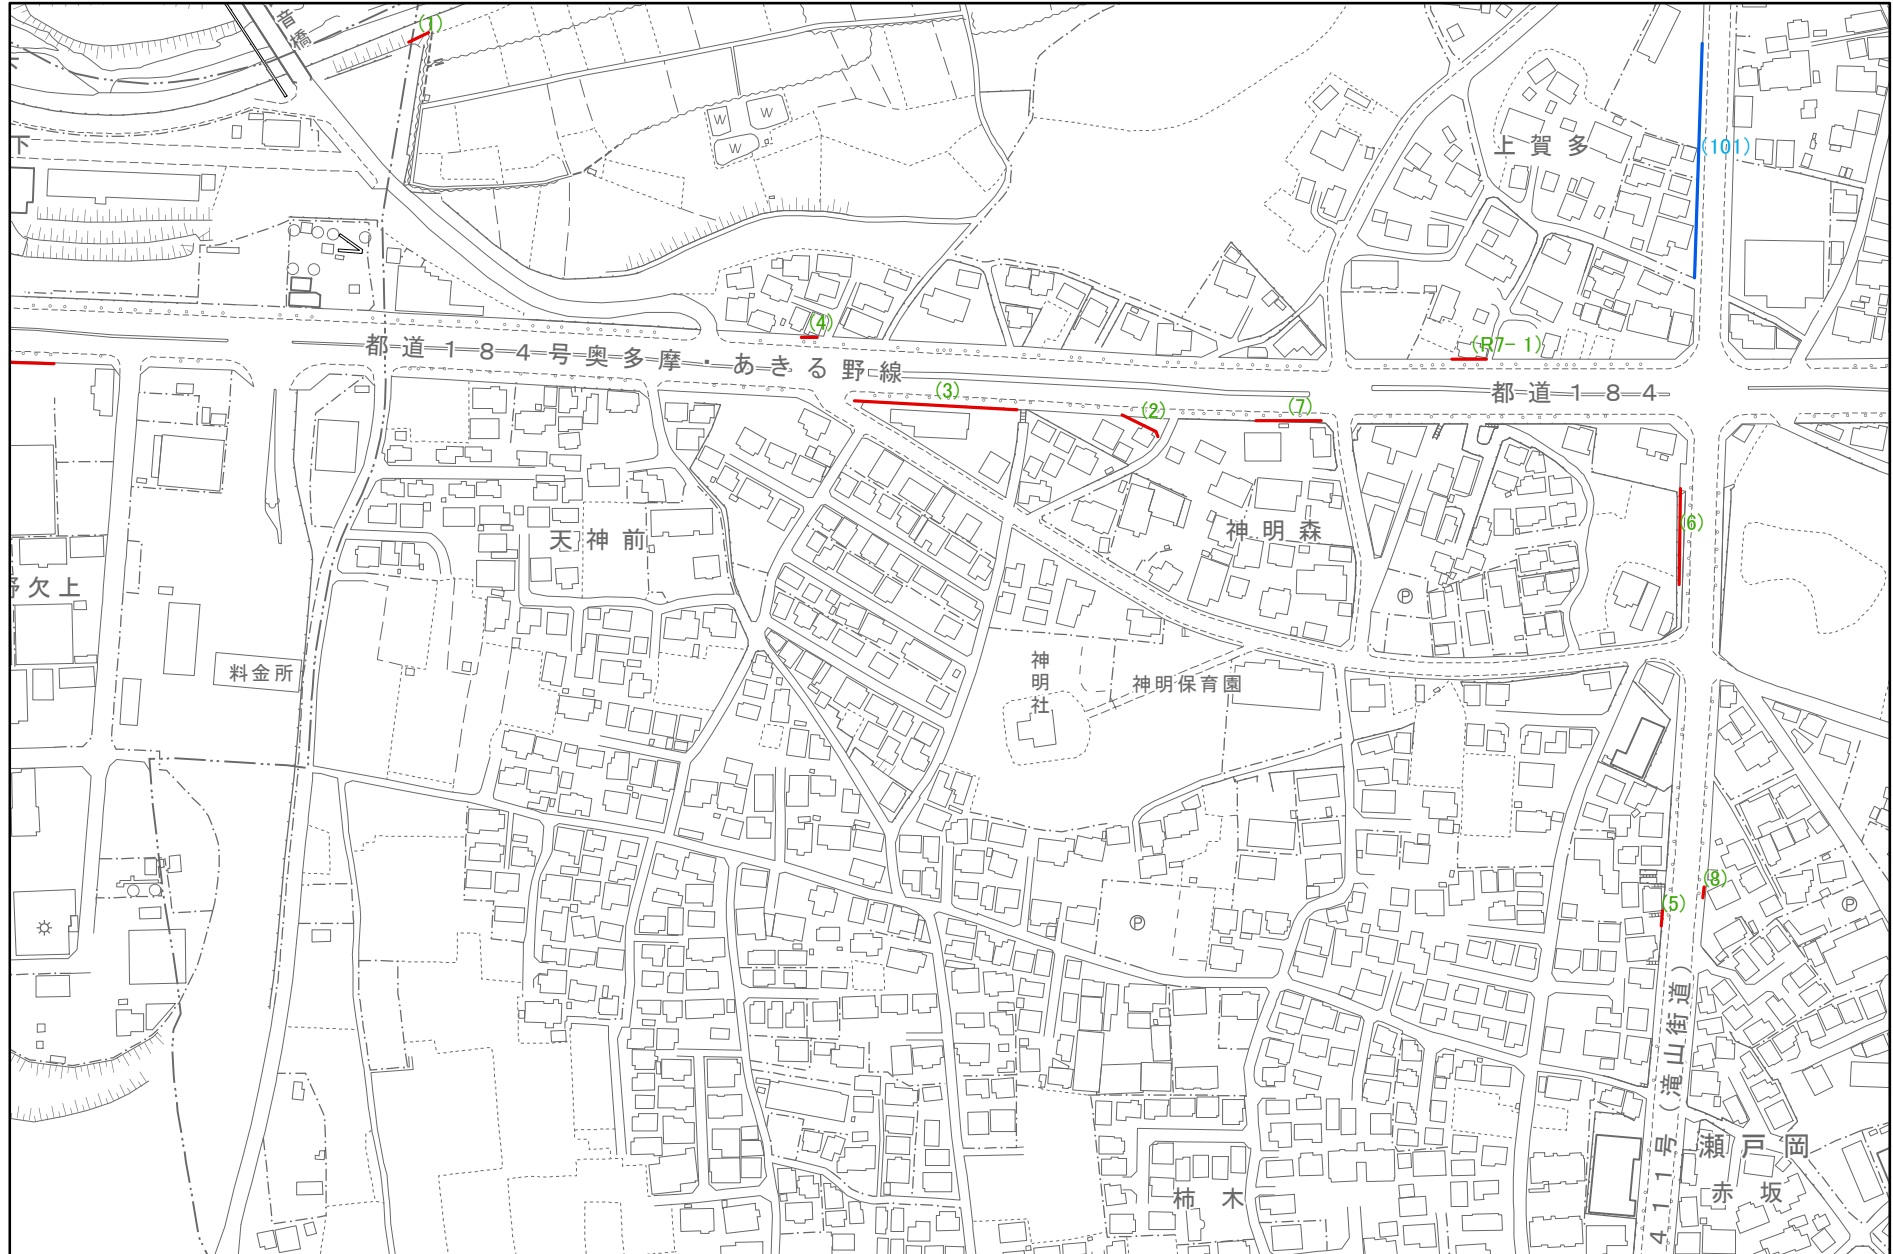 (1)
音橋
下
W
W
W
上賀多
(101)
(4)
(R7-1)
都道184号奥多摩・あきる野線
都道184
(3)
(2)
(7)
天神前
神明森
(6)
欠上
P
料金所
神明社
神明保育園
(8)
(5)
P
P
411号(滝山街道)
瀬戸岡
赤坂
柿木